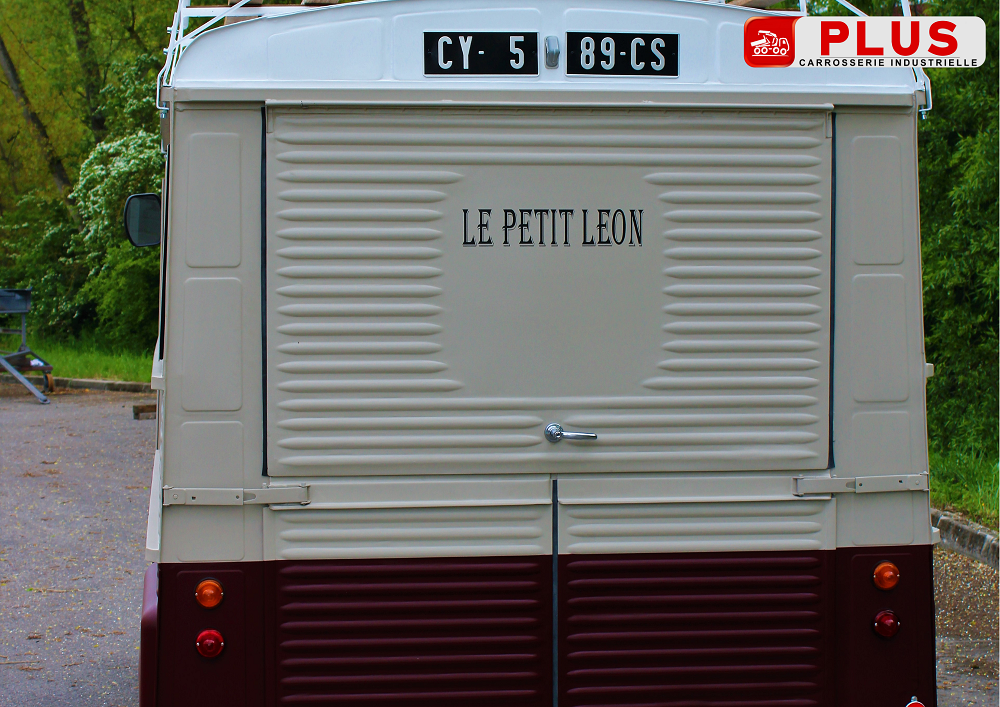 CY- 5 89-CS
PLUS
CARROSSERIE INDUSTRIELLE
LE PETIT LEON